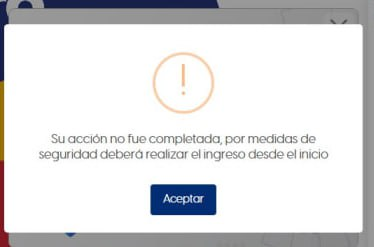 Su acción no fue completada, por medidas de
seguridad deberá realizar el ingreso desde el inicio
Aceptar